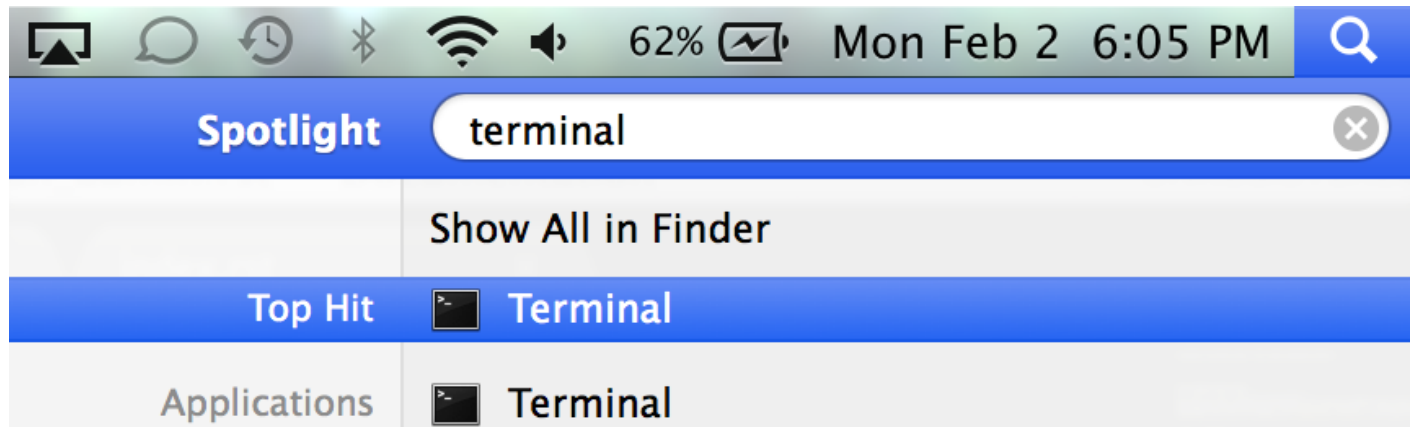 62% Mon Feb 2 6:05 PM
Spotlight terminal
Show All in Finder
Top Hit Terminal
Applications Terminal